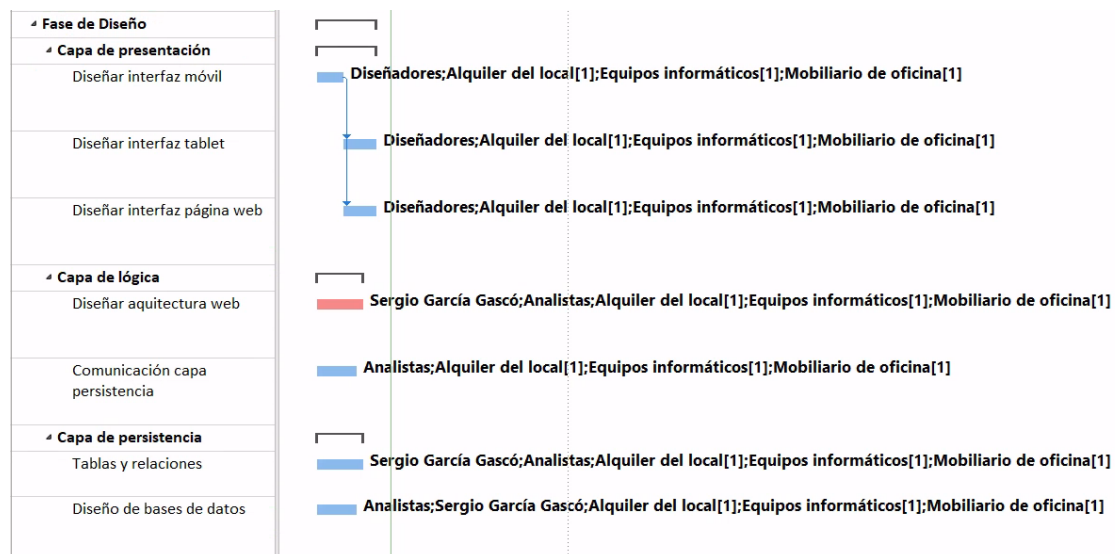 Fase de Diseño
Capa de presentación
Diseñar interfaz móvil
Diseñadores;Alquiler del local[1];Equipos informáticos[1];Mobiliario de oficina[1]
Diseñar interfaz tablet
Diseñadores;Alquiler del local[1];Equipos informáticos[1];Mobiliario de oficina[1]
Diseñar interfaz página web
Diseñadores;Alquiler del local[1];Equipos informáticos[1];Mobiliario de oficina[1]
Capa de lógica
Diseñar aquitectura web
Sergio García Gascó;Analistas;Alquiler del local[1];Equipos informáticos[1];Mobiliario de oficina[1]
Comunicación capa
persistencia
Analistas;Alquiler del local[1];Equipos informáticos[1];Mobiliario de oficina[1]
Capa de persistencia
Tablas y relaciones
Sergio García Gascó;Analistas;Alquiler del local[1];Equipos informáticos[1];Mobiliario de oficina[1]
Diseño de bases de datos
Analistas;Sergio García Gascó;Alquiler del local[1];Equipos informáticos[1];Mobiliario de oficina[1]